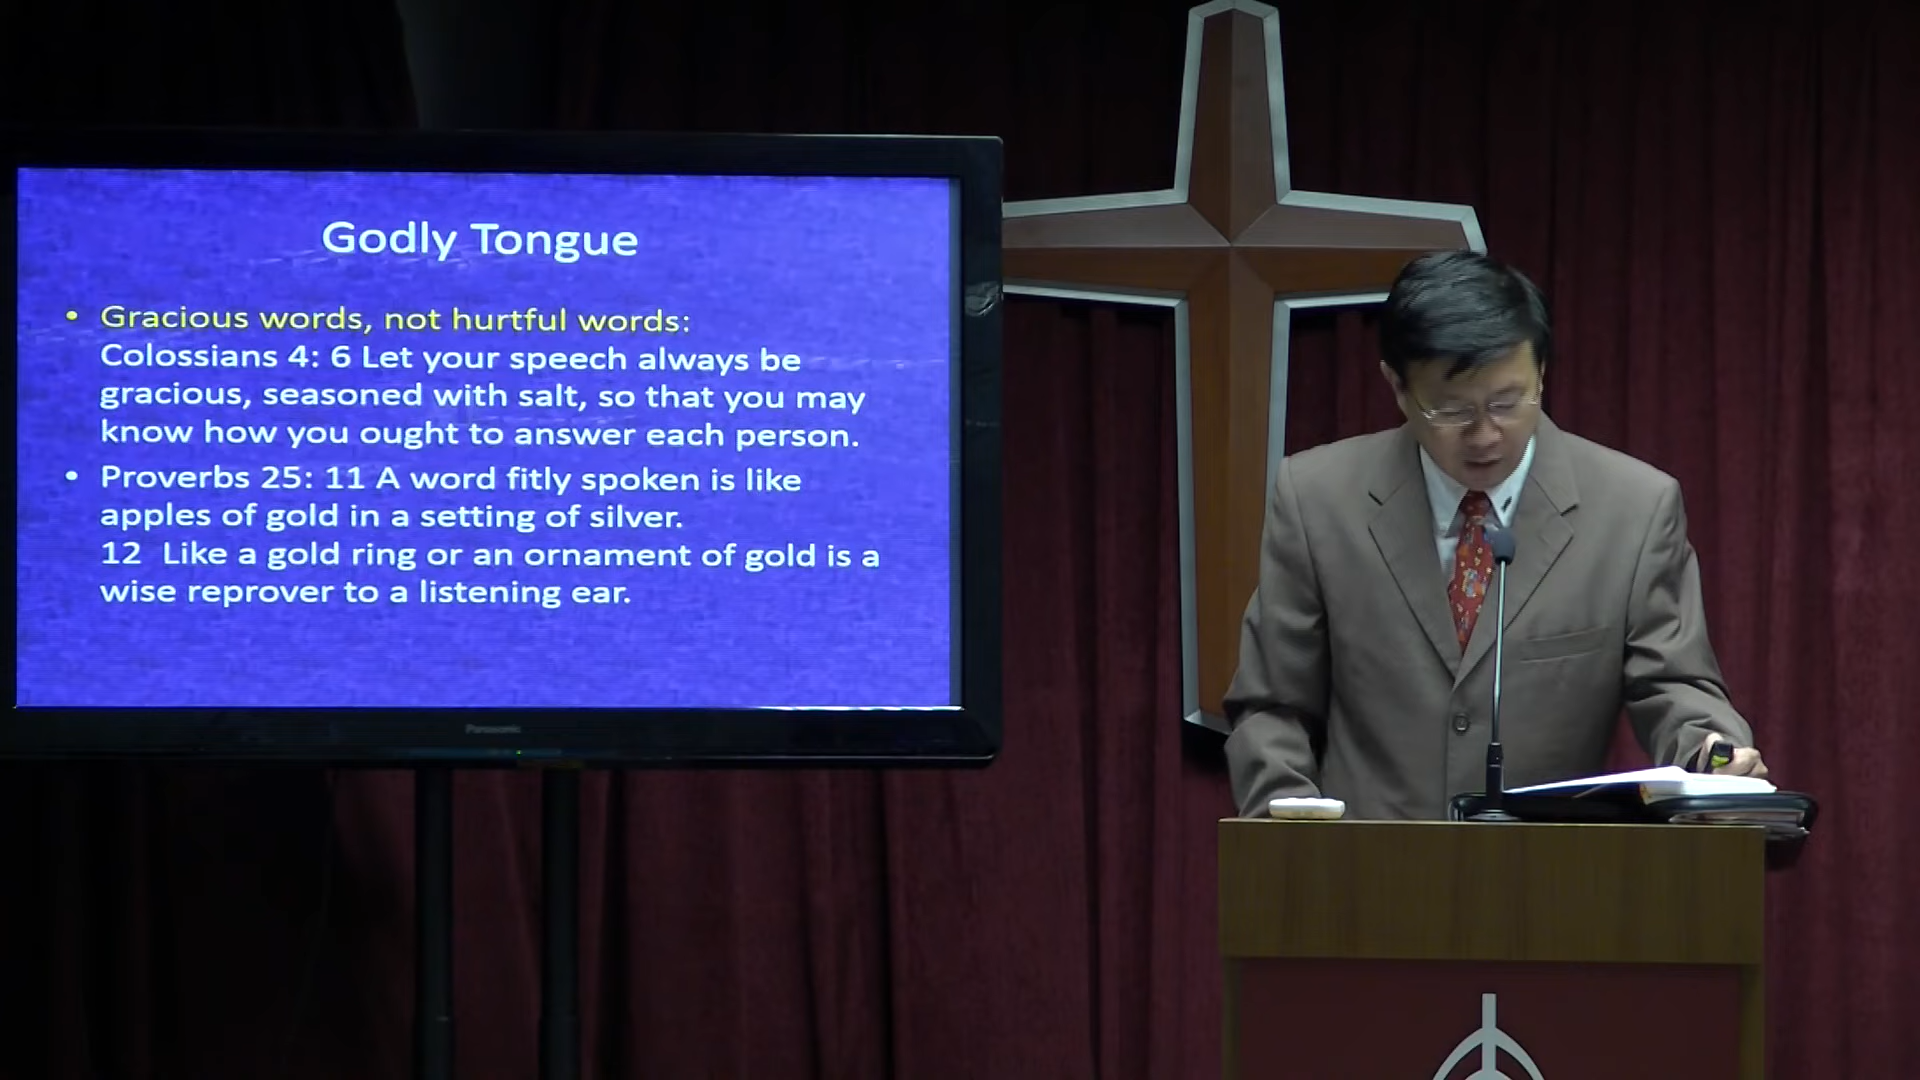 Godly Tongue
• Gracious words, not hurtful words:
Colossians 4: 6 Let your speech always be
gracious, seasoned with salt, so that you may
know how you ought to answer each person.
• Proverbs 25: 11 A word fitly spoken is like
apples of gold in a setting of silver.
12 Like a gold ring or an ornament of gold is a
wise reprover to a listening ear.
Panasonic